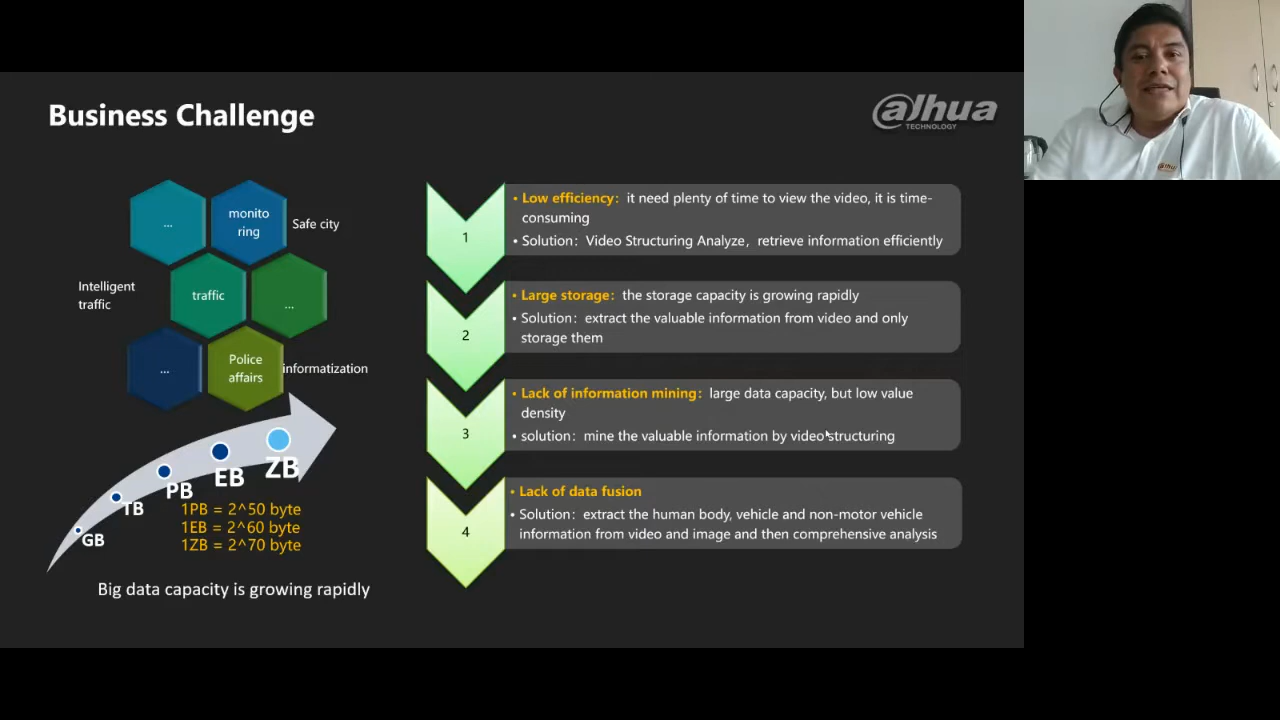 Business Challenge
alhua
TECHNOLOGY
...
monito
ring
Safe city
Intelligent
traffic
traffic
...
...
Police
affairs
informatization
GB
TB
PB
EB
ZB
1PB = 2^50 byte
1EB = 2^60 byte
1ZB = 2^70 byte
Big data capacity is growing rapidly
1
• Low efficiency: it need plenty of time to view the video, it is time-
consuming
• Solution: Video Structuring Analyze, retrieve information efficiently
2
• Large storage: the storage capacity is growing rapidly
• Solution: extract the valuable information from video and only
storage them
3
• Lack of information mining: large data capacity, but low value
density
• solution: mine the valuable information by video structuring
4
• Lack of data fusion
• Solution: extract the human body, vehicle and non-motor vehicle
information from video and image and then comprehensive analysis